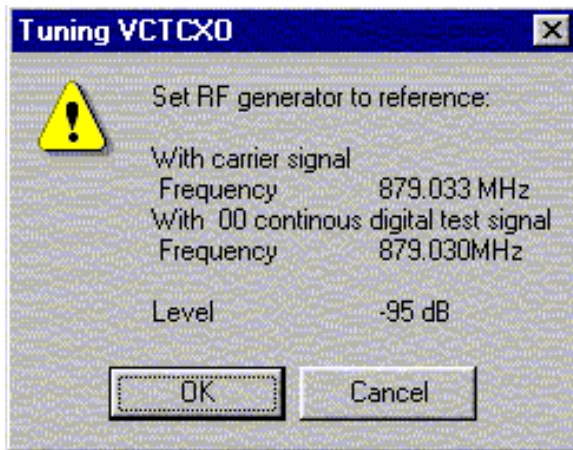 Tuning VCTCXO
Set RF generator to reference:
With carrier signal
Frequency 879.033 MHz
With 00 continous digital test signal
Frequency 879.030MHz
Level -95 dB
OK Cancel